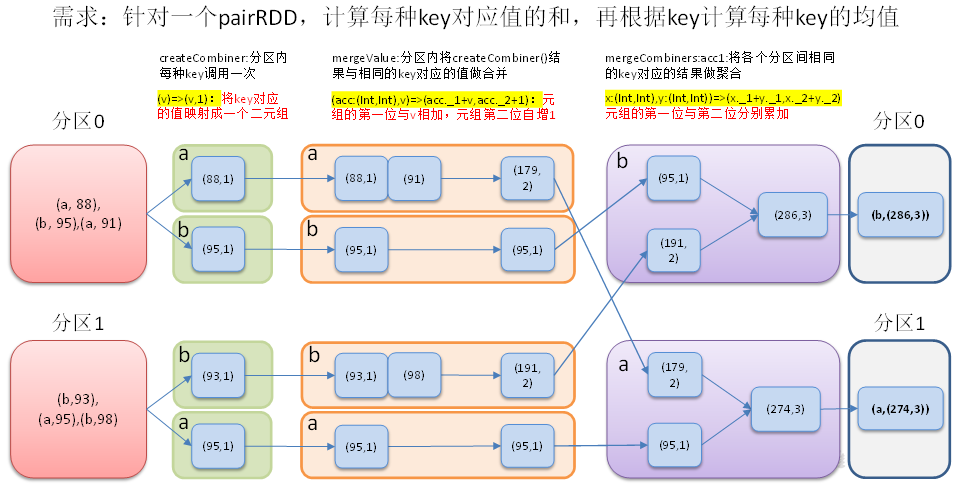 需求：针对一个pairRDD，计算每种key对应值的和，再根据key计算每种key的均值
createCombiner:分区内
每种key调用一次
(v)=>(v,1)：将key对应
的值映射成一个二元组
mergeValue:分区内将createCombiner()结
果与相同的key对应的值做合并
(acc:(Int,Int),v)=>(acc._1+v,acc._2+1)：元
组的第一位与v相加，元组第二位自增1
mergeCombiners:acc1:将各个分区间相同
的key对应的结果做聚合
x:(Int,Int),y:(Int,Int))=>(x._1+y._1,x._2+y._2)
元组的第一位与第二位分别累加
分区0
分区0
(a, 88),
(b, 95),(a, 91)
a
(88,1)
b
(95,1)
a
(88,1)
(91)
(179,
2)
b
(95,1)
(95,1)
b
(95,1)
(191,
2)
(286,3)
(b,(286,3))
分区1
分区1
(b,93),
(a,95),(b,98)
b
(93,1)
a
(95,1)
b
(93,1)
(98)
(191,
2)
a
(95,1)
(95,1)
a
(179,
2)
(95,1)
(274,3)
(a,(274,3))